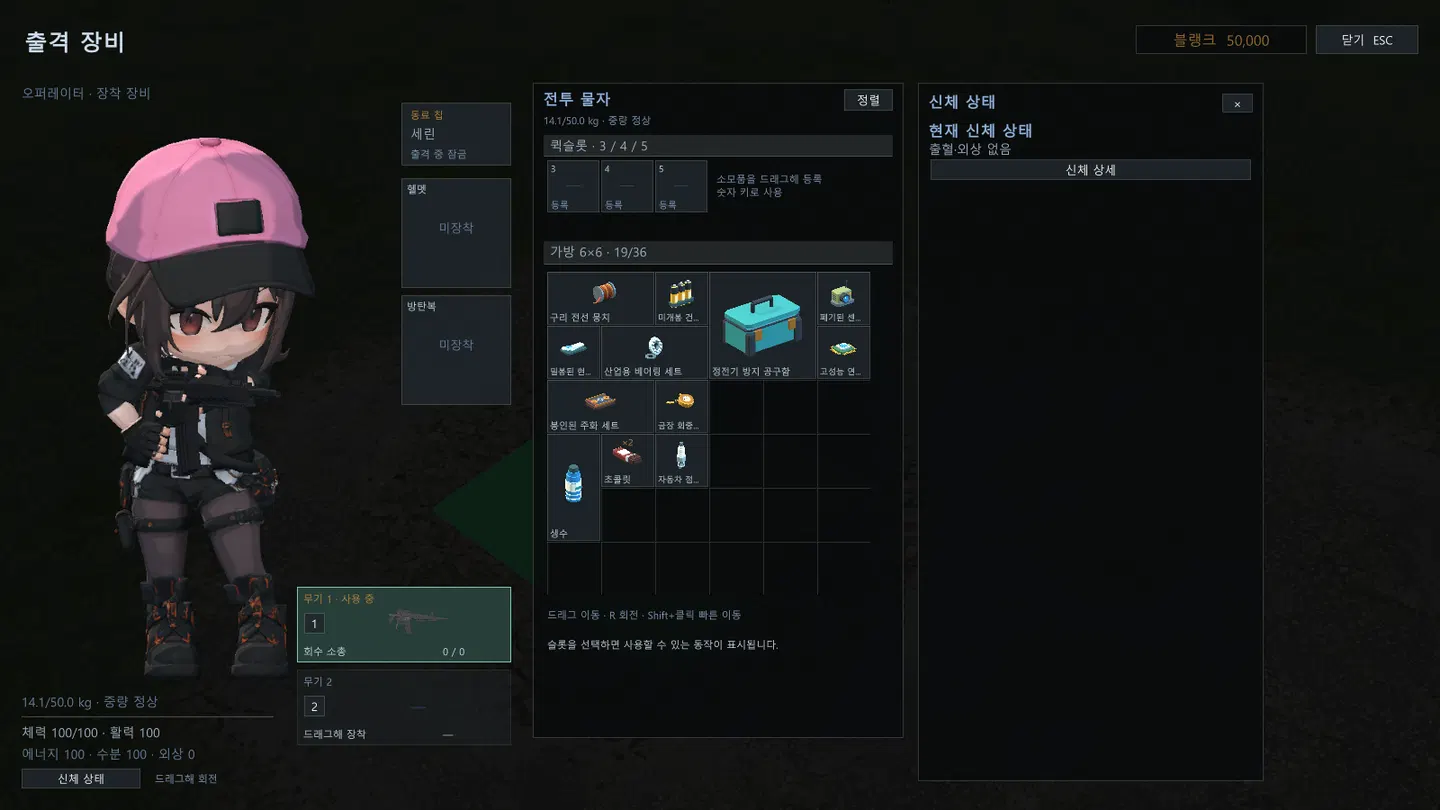 출격 장비
블랭크 50,000
닫기 ESC
오퍼레이터 · 장착 장비
동료 칩
세린
출격 중 잠금
헬멧
미장착
방탄복
미장착
무기 1 · 사용 중
1
회수 소총 0 / 0
무기 2
2
—
드래그해 장착 —
14.1/50.0 kg · 중량 정상
체력 100/100 · 활력 100
에너지 100 · 수분 100 · 외상 0
신체 상태
드래그해 회전
전투 물자
정렬
14.1/50.0 kg · 중량 정상
퀵슬롯 · 3 / 4 / 5
3 4 5
— — —
등록 등록 등록
소모품을 드래그해 등록
숫자 키로 사용
가방 6×6 · 19/36
구리 전선 뭉치
미개봉 건…
폐기된 센…
밀봉된 현…
산업용 베어링 세트
정전기 방지 공구함
고성능 연…
봉인된 주화 세트
금장 회중…
×2
초콜릿
자동차 점…
생수
드래그 이동 · R 회전 · Shift+클릭 빠른 이동
슬롯을 선택하면 사용할 수 있는 동작이 표시됩니다.
신체 상태
×
현재 신체 상태
출혈·외상 없음
신체 상세